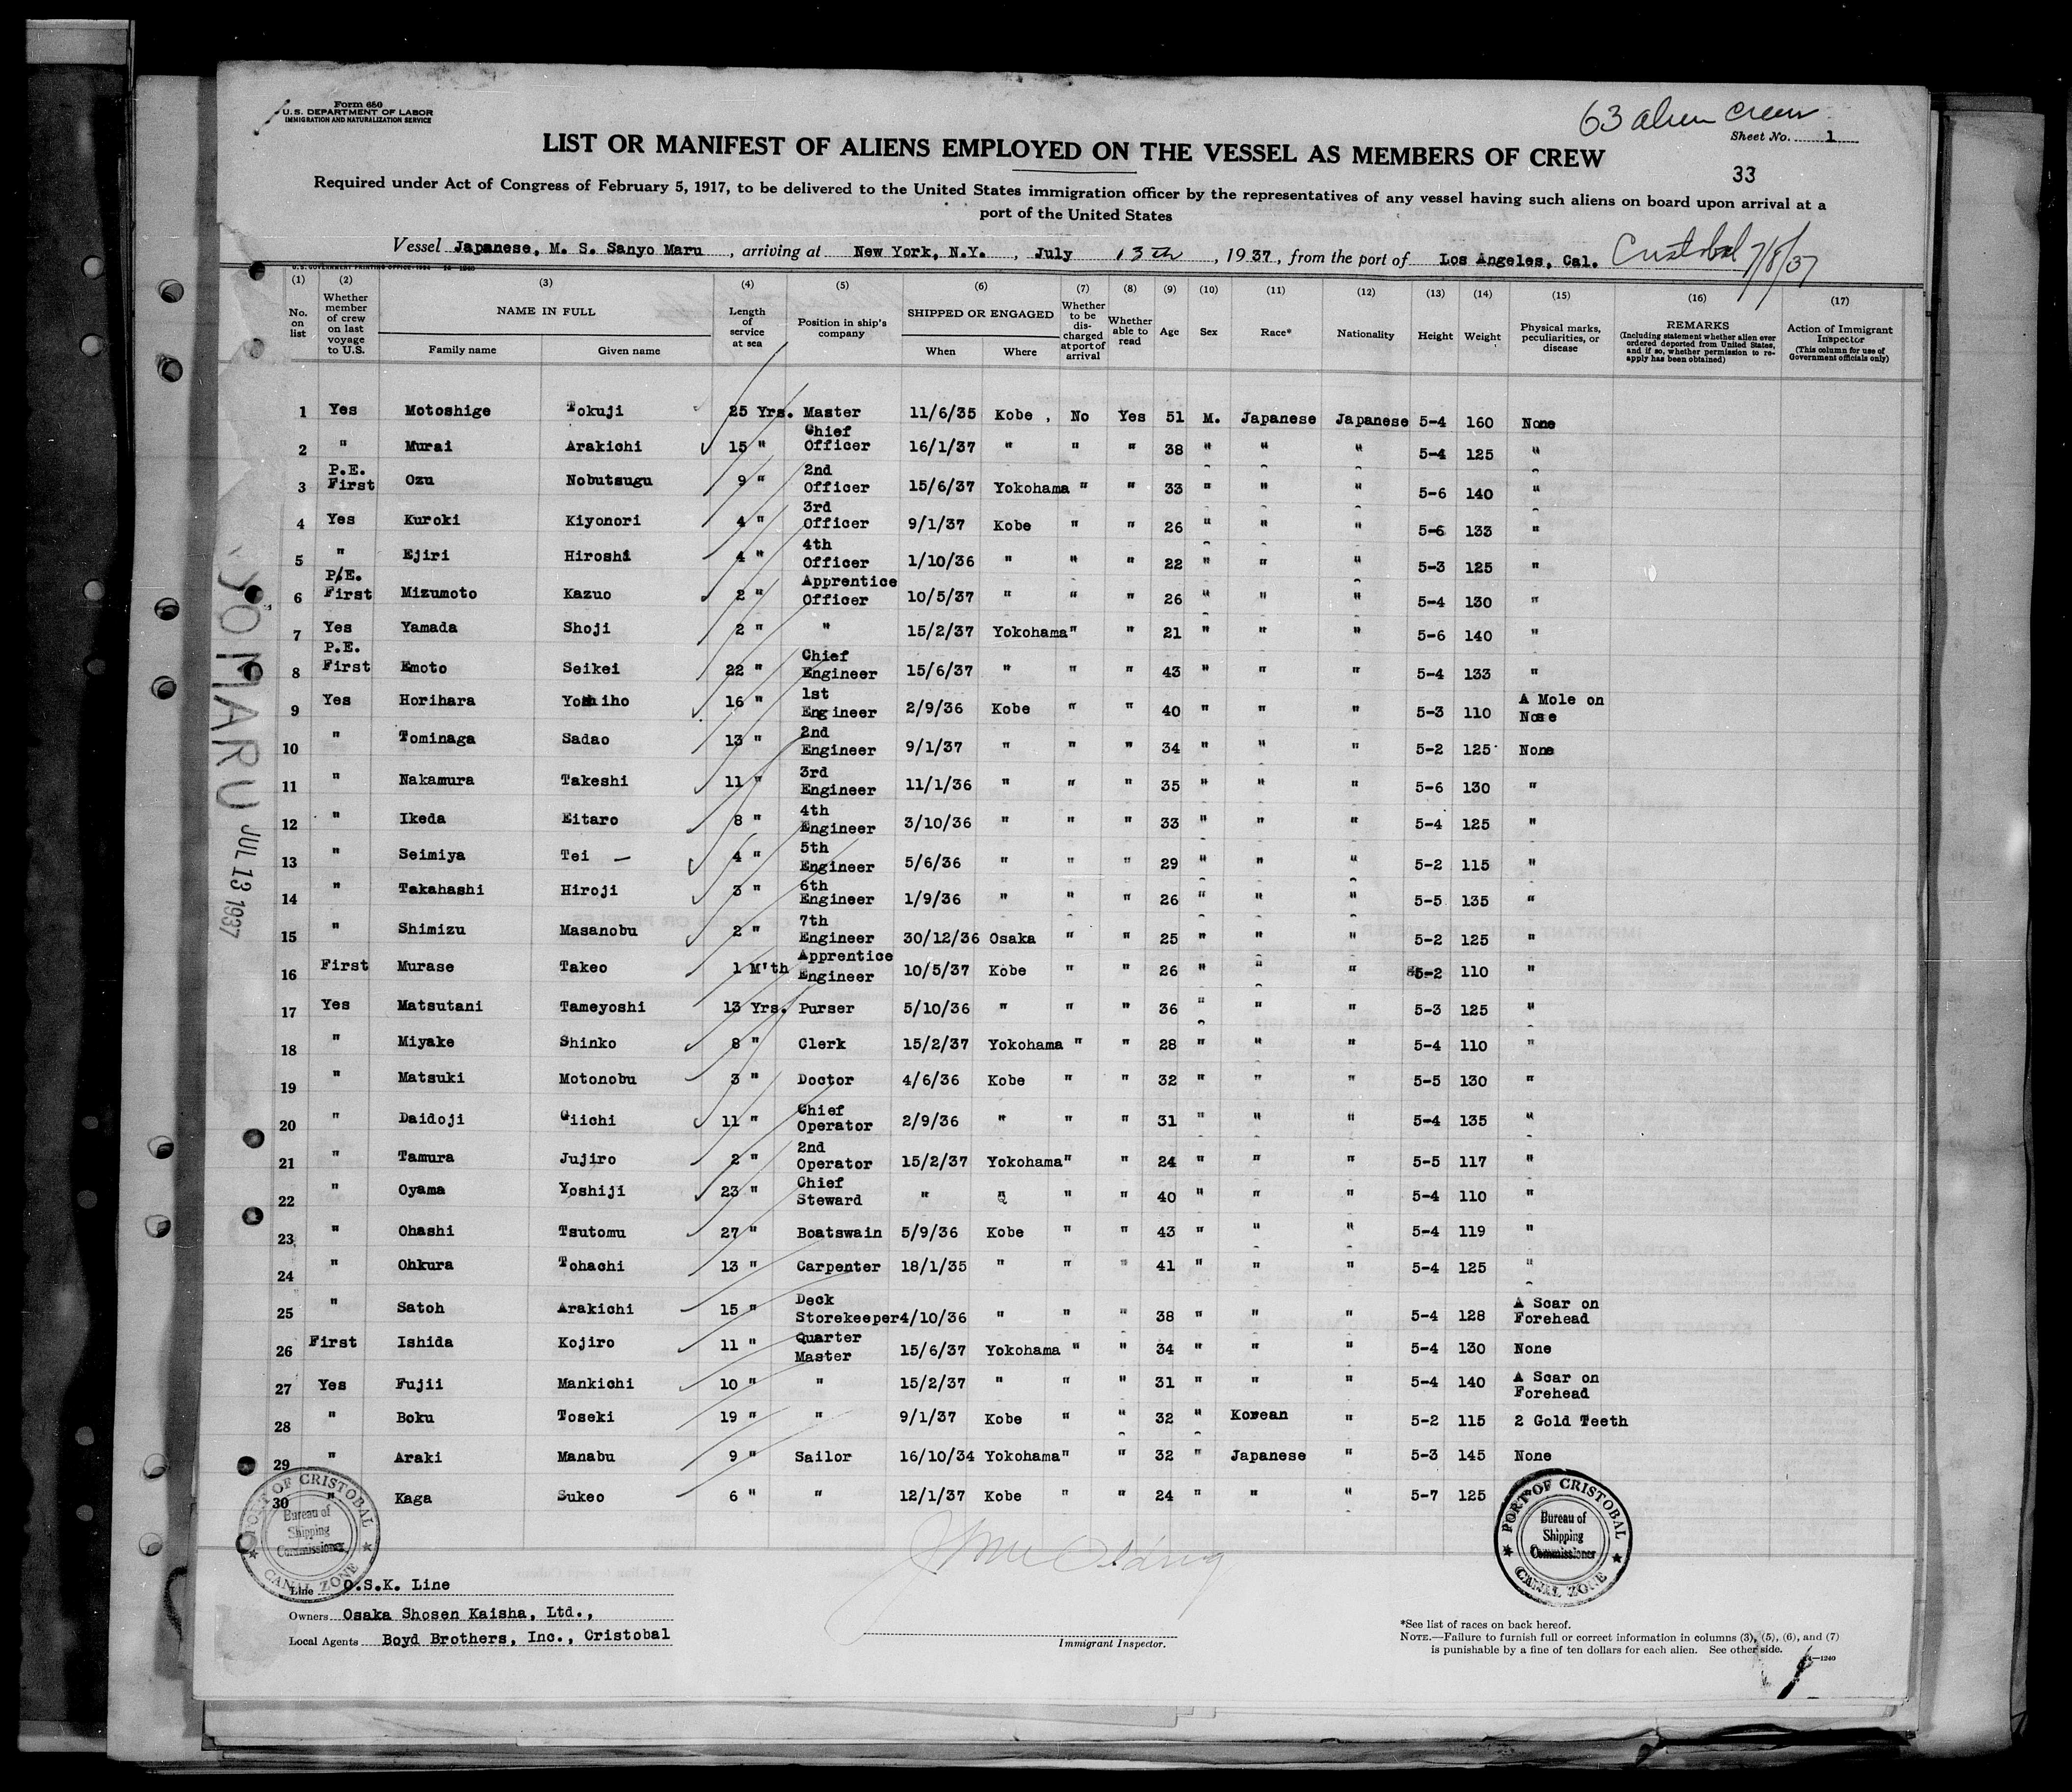 Form 650
U.S. DEPARTMENT OF LABOR
IMMIGRATION AND NATURALIZATION SERVICE
63 alien crew
Sheet No. 1
LIST OR MANIFEST OF ALIENS EMPLOYED ON THE VESSEL AS MEMBERS OF CREW
33
Required under Act of Congress of February 5, 1917, to be delivered to the United States immigration officer by the representatives of any vessel having such aliens on board upon arrival at a
port of the United States
Vessel Japanese, M. S. Sanyo Maru, arriving at New York, N.Y., July 13th, 1937, from the port of Los Angeles, Cal. Cristobal 7/8/37
(1) No. on list (2) Whether member of crew on last voyage to U.S. (3) NAME IN FULL Family name Given name (4) Length of service at sea (5) Position in ship's company (6) SHIPPED OR ENGAGED When Where (7) Whether to be discharged at port of arrival (8) Whether able to read (9) Age (10) Sex (11) Race* (12) Nationality (13) Height (14) Weight (15) Physical marks, peculiarities, or disease (16) REMARKS (Including statement whether alien ever ordered deported from United States, and if so, whether permission to re-apply has been obtained) (17) Action of Immigrant Inspector (This column for use of Government officials only)
1 Yes Motoshige Tokuji 25 Yrs. Master 11/6/35 Kobe , No Yes 51 M. Japanese Japanese 5-4 160 None
2 " Murai Arakichi 15 " Chief Officer 16/1/37 " " " 38 " " " 5-4 125 "
3 P.E. First Ozu Nobutsugu 9 " 2nd Officer 15/6/37 Yokohama " " 33 " " " 5-6 140 "
4 Yes Kuroki Kiyonori 4 " 3rd Officer 9/1/37 Kobe " " 26 " " " 5-6 133 "
5 " Ejiri Hiroshi 4 " 4th Officer 1/10/36 " " " 22 " " " 5-3 125 "
6 P/E. First Mizumoto Kazuo 2 " Apprentice Officer 10/5/37 " " " 26 " " " 5-4 130 "
7 Yes Yamada Shoji 2 " " 15/2/37 Yokohama " " 21 " " " 5-6 140 "
8 P.E. First Emoto Seikei 22 " Chief Engineer 15/6/37 " " " 43 " " " 5-4 133 "
9 Yes Horihara Yoshiho 16 " 1st Engineer 2/9/36 Kobe " " 40 " " " 5-3 110 A Mole on Nose
10 " Tominaga Sadao 13 " 2nd Engineer 9/1/37 " " " 34 " " " 5-2 125 None
11 " Nakamura Takeshi 11 " 3rd Engineer 11/1/36 " " " 35 " " " 5-6 130 "
12 " Ikeda Eitaro 8 " 4th Engineer 3/10/36 " " " 33 " " " 5-4 125 "
13 " Seimiya Tei — 4 " 5th Engineer 5/6/36 " " " 29 " " " 5-2 115 "
14 " Takahashi Hiroji 3 " 6th Engineer 1/9/36 " " " 26 " " " 5-5 135 "
15 " Shimizu Masanobu 2 " 7th Engineer 30/12/36 Osaka " " 25 " " " 5-2 125 "
16 First Murase Takeo 1 M'th Apprentice Engineer 10/5/37 Kobe " " 26 " " " 5-2 110 "
17 Yes Matsutani Tameyoshi 13 Yrs. Purser 5/10/36 " " " 36 " " " 5-3 125 "
18 " Miyake Shinko 8 " Clerk 15/2/37 Yokohama " " 28 " " " 5-4 110 "
19 " Matsuki Motonobu 3 " Doctor 4/6/36 Kobe " " 32 " " " 5-5 130 "
20 " Daidoji Giichi 11 " Chief Operator 2/9/36 " " " 31 " " " 5-4 135 "
21 " Tamura Jujiro 2 " 2nd Operator 15/2/37 Yokohama " " 24 " " " 5-5 117 "
22 " Oyama Yoshiji 23 " Chief Steward " " " " 40 " " " 5-4 110 "
23 " Ohashi Tsutomu 27 " Boatswain 5/9/36 Kobe " " 43 " " " 5-4 119 "
24 " Ohkura Tohachi 13 " Carpenter 18/1/35 " " " 41 " " " 5-4 125 "
25 " Satoh Arakichi 15 " Deck Storekeeper 4/10/36 " " " 38 " " " 5-4 128 A Scar on Forehead
26 First Ishida Kojiro 11 " Quarter Master 15/6/37 Yokohama " " 34 " " " 5-4 130 None
27 Yes Fujii Mankichi 10 " " 15/2/37 " " " 31 " " " 5-4 140 A Scar on Forehead
28 " Boku Toseki 19 " " 9/1/37 Kobe " " 32 " Korean " 5-2 115 2 Gold Teeth
29 " Araki Manabu 9 " Sailor 16/10/34 Yokohama " " 32 " Japanese " 5-3 145 None
30 " Kaga Sukeo 6 " " 12/1/37 Kobe " " 24 " " " 5-7 125
YO MARU JUL 13 1937
PORT OF CRISTOBAL
Bureau of
Shipping
Commissioner
CANAL ZONE
PORT OF CRISTOBAL
Bureau of
Shipping
Commissioner
CANAL ZONE
Line O.S.K. Line
Owners Osaka Shosen Kaisha, Ltd.,
Local Agents Boyd Brothers, Inc., Cristobal
Immigrant Inspector.
*See list of races on back hereof.
NOTE.—Failure to furnish full or correct information in columns (3), (5), (6), and (7)
is punishable by a fine of ten dollars for each alien. See other side.
14—1240